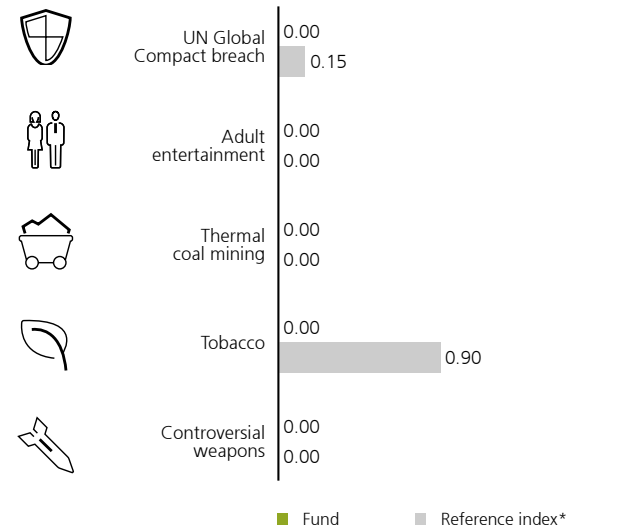 UN Global
Compact breach
0.00
0.15
Adult
entertainment
0.00
0.00
Thermal
coal mining
0.00
0.00
Tobacco
0.00
0.90
Controversial
weapons
0.00
0.00
Fund
Reference index*